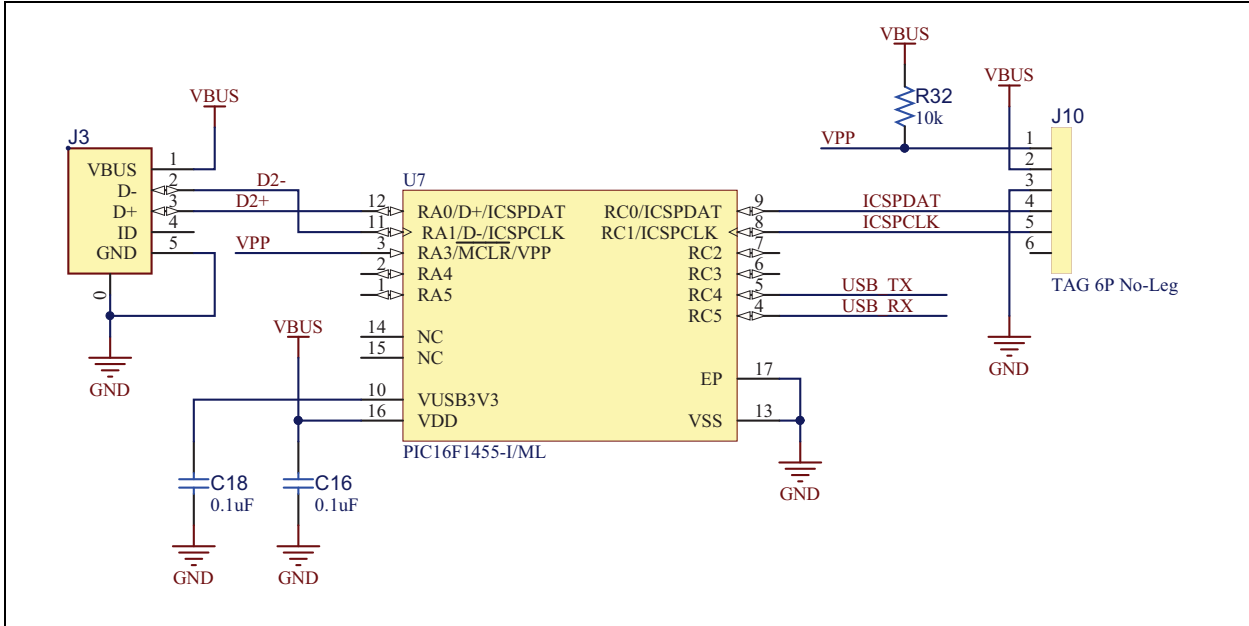 VBUS
R32
10k
VBUS
J10
VPP
1
2
3
4
5
6
TAG 6P No-Leg
GND
VBUS
J3
VBUS 1
D- 2
D+ 3
ID 4
GND 5
0
GND
D2-
D2+
VPP
U7
12 RA0/D+/ICSPDAT
11 RA1/D-/ICSPCLK
3 RA3/MCLR/VPP
2 RA4
1 RA5
14 NC
15 NC
10 VUSB3V3
16 VDD
RC0/ICSPDAT 9
RC1/ICSPCLK 8
RC2 7
RC3 6
RC4 5
RC5 4
EP 17
VSS 13
PIC16F1455-I/ML
ICSPDAT
ICSPCLK
USB TX
USB RX
GND
VBUS
C18
0.1uF
GND
C16
0.1uF
GND